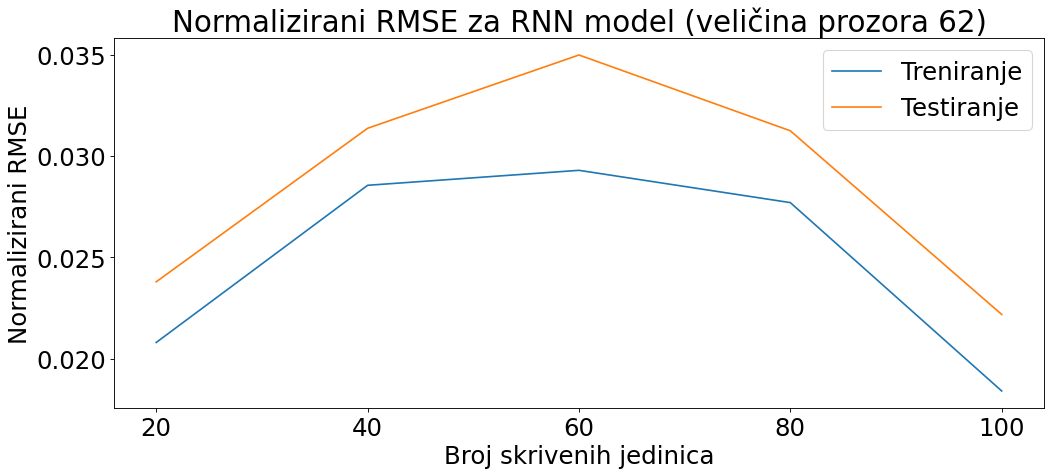 Normalizirani RMSE za RNN model (veličina prozora 62)
Normalizirani RMSE
0.035
0.030
0.025
0.020
Treniranje
Testiranje
20 40 60 80 100
Broj skrivenih jedinica